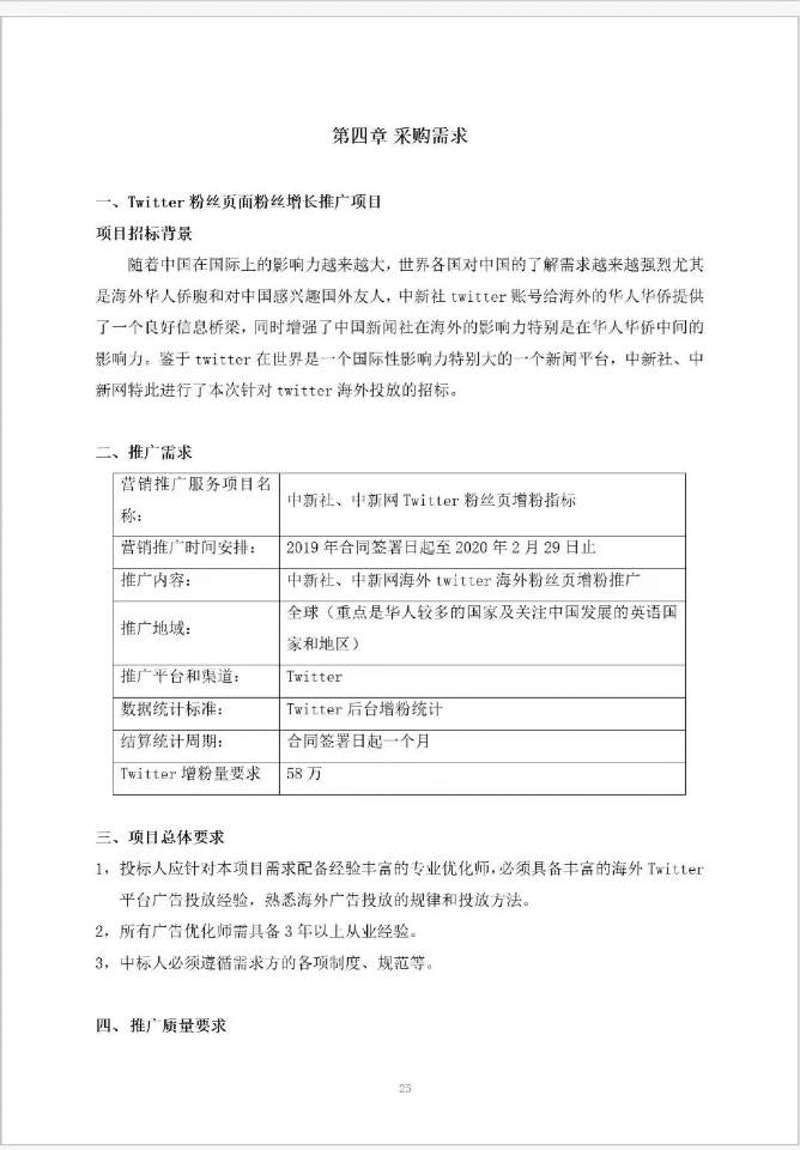 第四章 采购需求
一、Twitter 粉丝页面粉丝增长推广项目
项目招标背景
随着中国在国际上的影响力越来越大，世界各国对中国的了解需求越来越强烈尤其
是海外华人侨胞和对中国感兴趣国外友人，中新社 twitter 账号给海外的华人华侨提供
了一个良好信息桥梁，同时增强了中国新闻社在海外的影响力特别是在华人华侨中间的
影响力。鉴于 twitter 在世界是一个国际性影响力特别大的一个新闻平台，中新社、中
新网特此进行了本次针对 twitter 海外投放的招标。
二、推广需求
营销推广服务项目名
称：
中新社、中新网 Twitter 粉丝页增粉指标
营销推广时间安排： 2019 年合同签署日起至 2020 年 2 月 29 日止
推广内容： 中新社、中新网海外 twitter 海外粉丝页增粉推广
推广地域：
全球（重点是华人较多的国家及关注中国发展的英语国
家和地区）
推广平台和渠道： Twitter
数据统计标准： Twitter 后台增粉统计
结算统计周期： 合同签署日起一个月
Twitter 增粉量要求 58 万
三、项目总体要求
1，投标人应针对本项目需求配备经验丰富的专业优化师，必须具备丰富的海外 Twitter
平台广告投放经验，熟悉海外广告投放的规律和投放方法。
2，所有广告优化师需具备 3 年以上从业经验。
3，中标人必须遵循需求方的各项制度、规范等。
四、推广质量要求
25